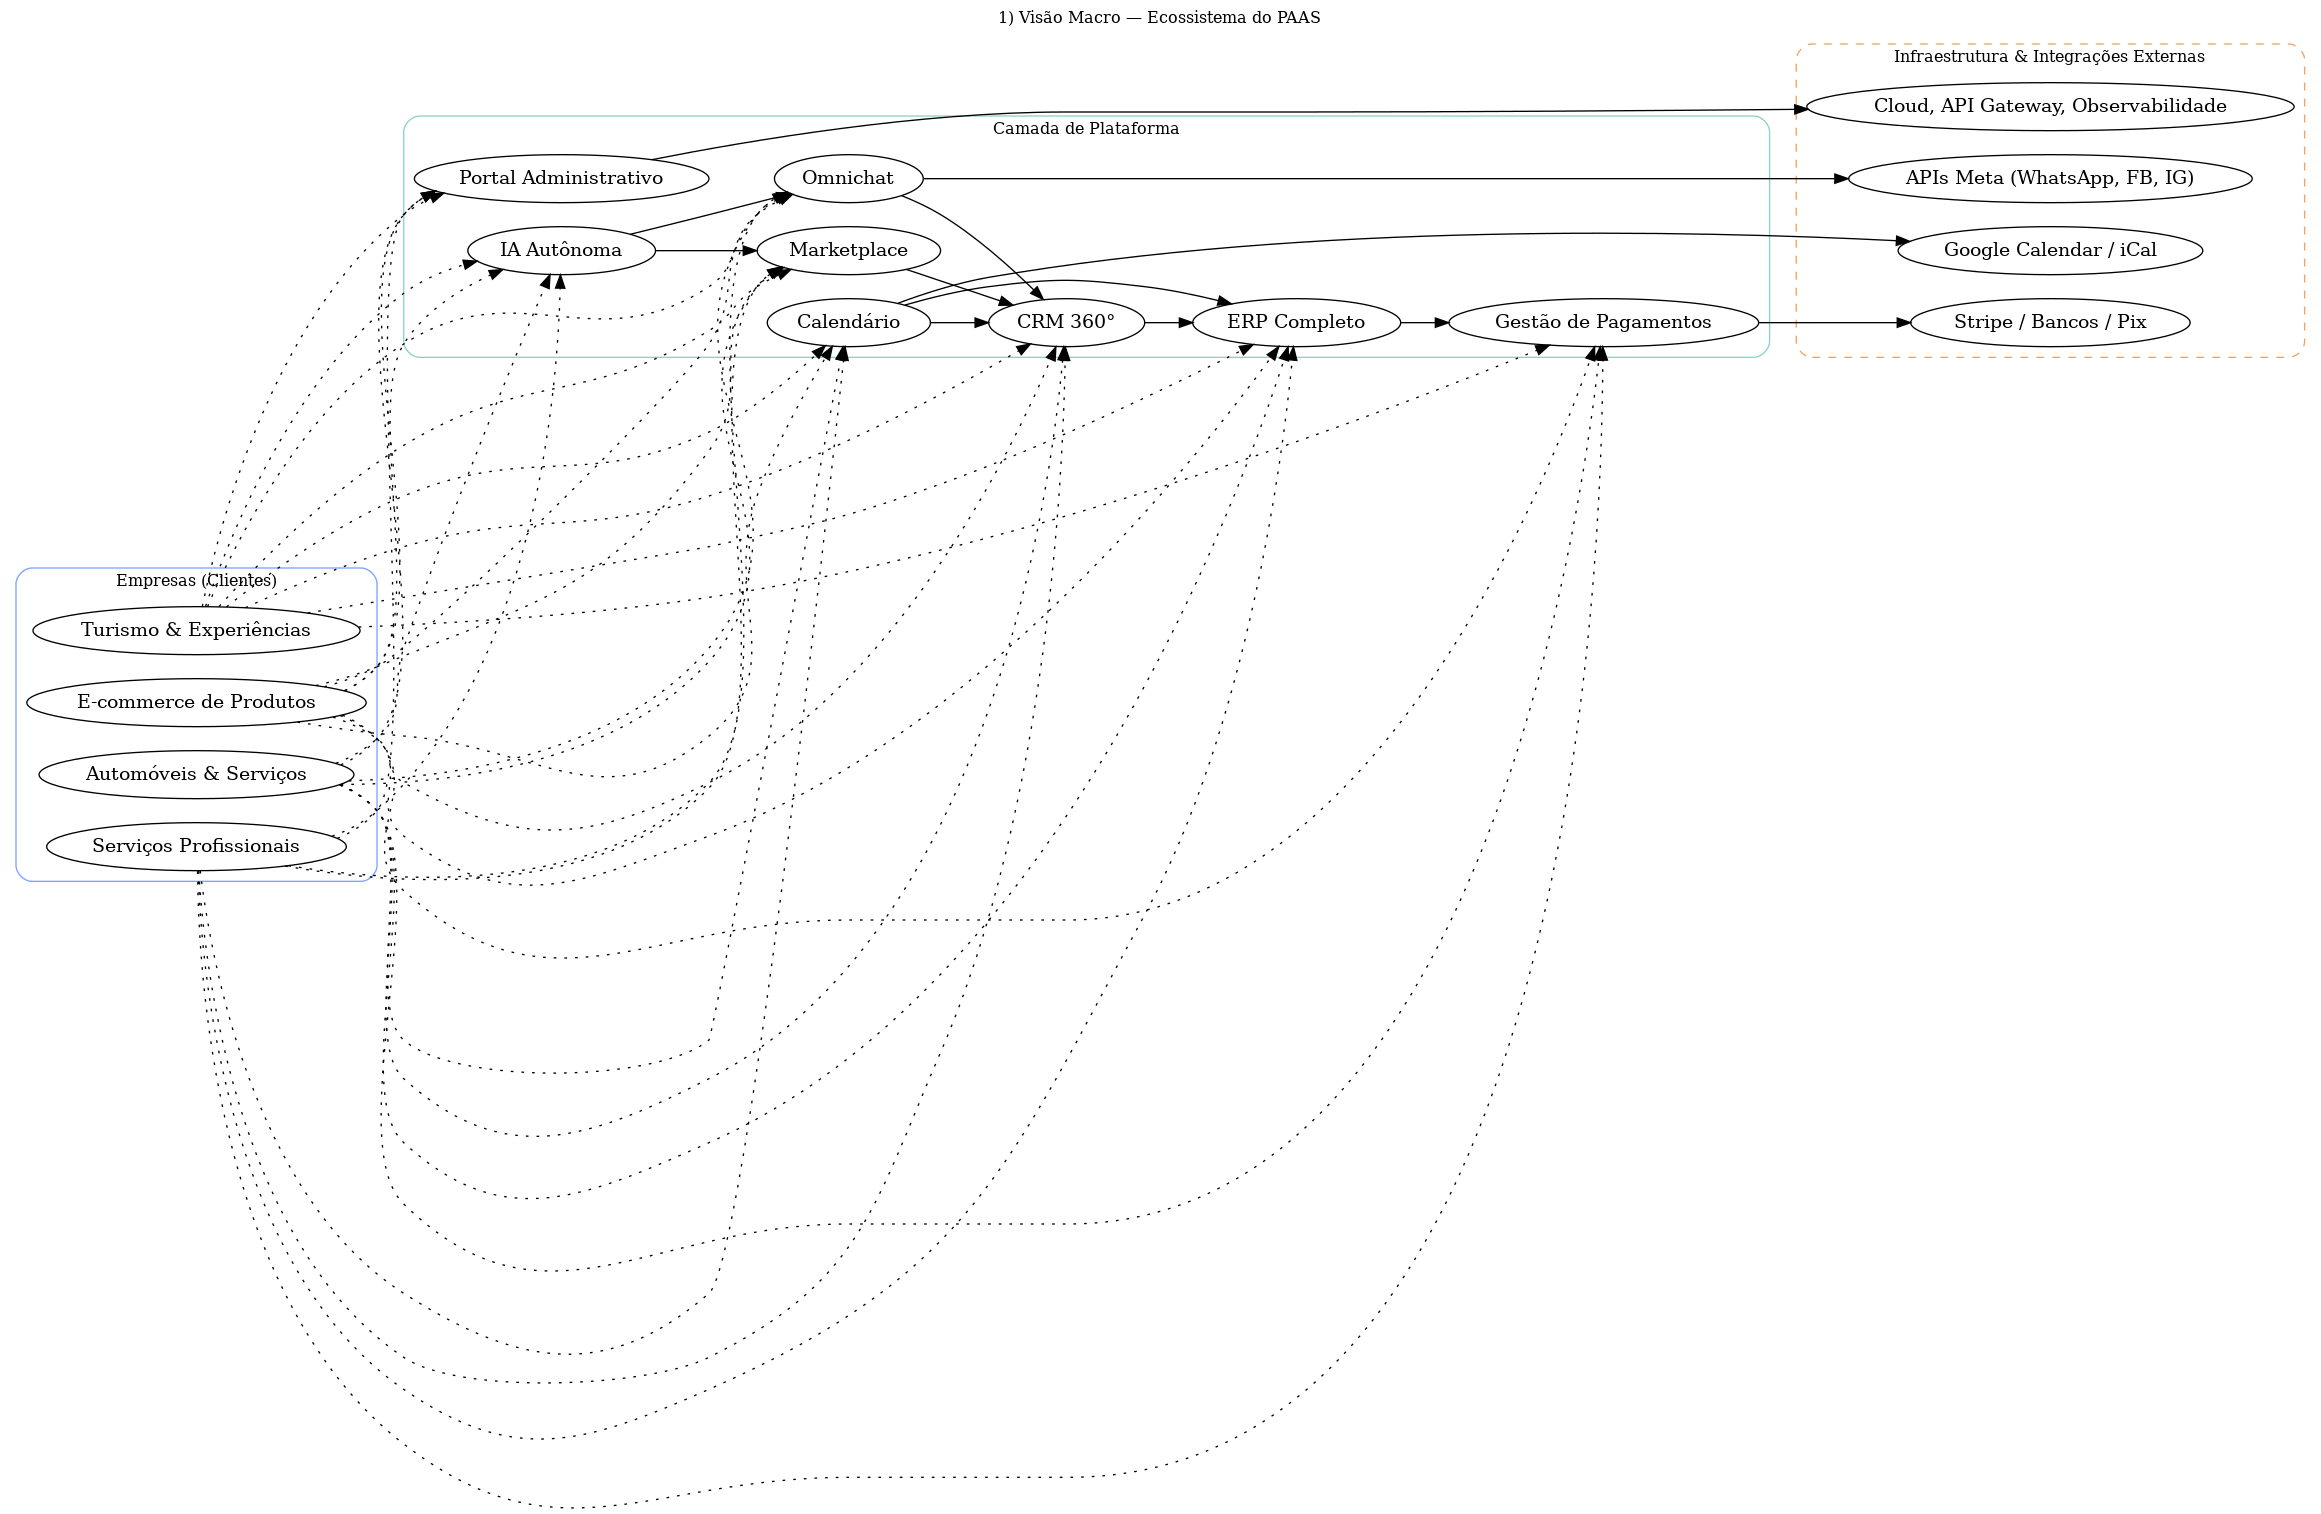 1) Visão Macro — Ecossistema do PAAS
Infraestrutura & Integrações Externas
Cloud, API Gateway, Observabilidade
APIs Meta (WhatsApp, FB, IG)
Google Calendar / iCal
Stripe / Bancos / Pix
Camada de Plataforma
Portal Administrativo
Omnichat
IA Autônoma
Marketplace
Calendário
CRM 360°
ERP Completo
Gestão de Pagamentos
Empresas (Clientes)
Turismo & Experiências
E-commerce de Produtos
Automóveis & Serviços
Serviços Profissionais